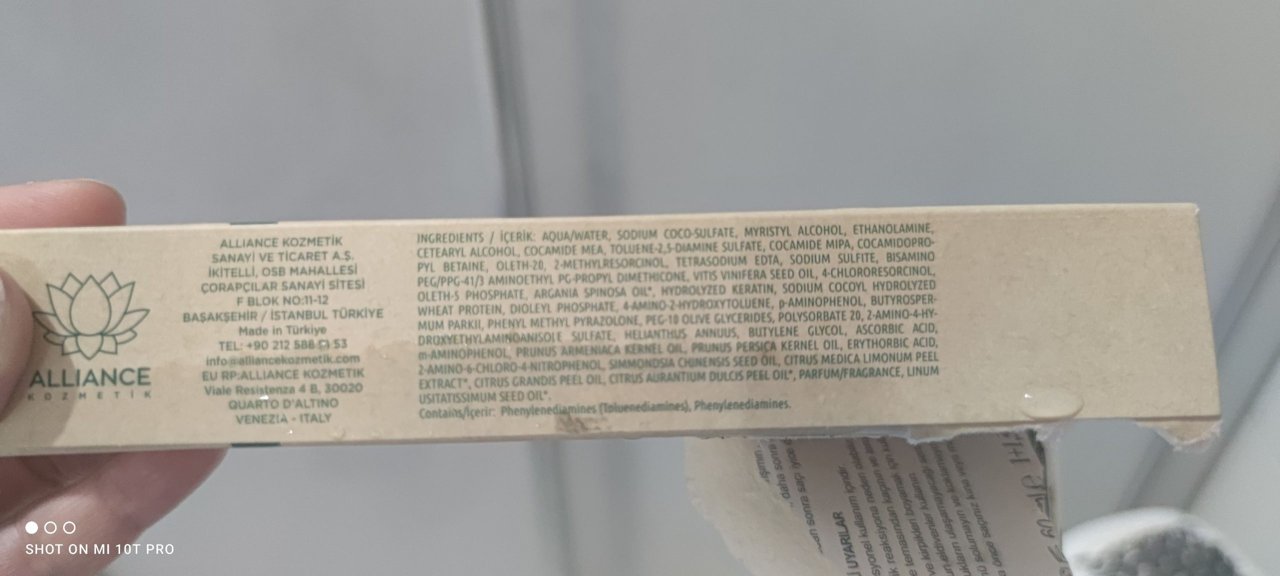 ALLIANCE
KOZMETİK
ALLIANCE KOZMETİK
SANAYİ VE TİCARET A.Ş.
İKİTELLİ, OSB MAHALLESİ
ÇORAPÇILAR SANAYİ SİTESİ
F BLOK NO:11-12
BAŞAKŞEHİR / İSTANBUL TÜRKİYE
Made in Türkiye
TEL: +90 212 588 53
info@alliancekozmetik.com
EU RP:ALLIANCE KOZMETIK
Viale Resistenza 4 B, 30020
QUARTO D'ALTINO
VENEZIA - ITALY
INGREDIENTS / İÇERİK: AQUA/WATER, SODIUM COCO-SULFATE, MYRISTYL ALCOHOL, ETHANOLAMINE,
CETEARYL ALCOHOL, COCAMIDE MEA, TOLUENE-2,5-DIAMINE SULFATE, COCAMIDE MIPA, COCAMIDOPRO-
PYL BETAINE, OLETH-20, 2-METHYLRESORCINOL, TETRASODIUM EDTA, SODIUM SULFITE, BISAMINO
PEG/PPG-41/3 AMINOETHYL PG-PROPYL DIMETHICONE, VITIS VINIFERA SEED OIL, 4-CHLORORESORCINOL,
OLETH-5 PHOSPHATE, ARGANIA SPINOSA OIL*, HYDROLYZED KERATIN, SODIUM COCOYL HYDROLYZED
WHEAT PROTEIN, DIOLEYL PHOSPHATE, 4-AMINO-2-HYDROXYTOLUENE, p-AMINOPHENOL, BUTYROSPER-
MUM PARKII, PHENYL METHYL PYRAZOLONE, PEG-10 OLIVE GLYCERIDES, POLYSORBATE 20, 2-AMINO-4-HY-
DROXYETHYLAMINOANISOLE SULFATE, HELIANTHUS ANNUUS, BUTYLENE GLYCOL, ASCORBIC ACID,
m-AMINOPHENOL, PRUNUS ARMENIACA KERNEL OIL, PRUNUS PERSICA KERNEL OIL, ERYTHORBIC ACID,
2-AMINO-6-CHLORO-4-NITROPHENOL, SIMMONDSIA CHINENSIS SEED OIL, CITRUS MEDICA LIMONUM PEEL
EXTRACT*, CITRUS GRANDIS PEEL OIL, CITRUS AURANTIUM DULCIS PEEL OIL*, PARFUM/FRAGRANCE, LINUM
USITATISSIMUM SEED OIL*.
Contains/İçerir: Phenylenediamines (Toluenediamines), Phenylenediamines.
UYARILAR
SHOT ON MI 10T PRO